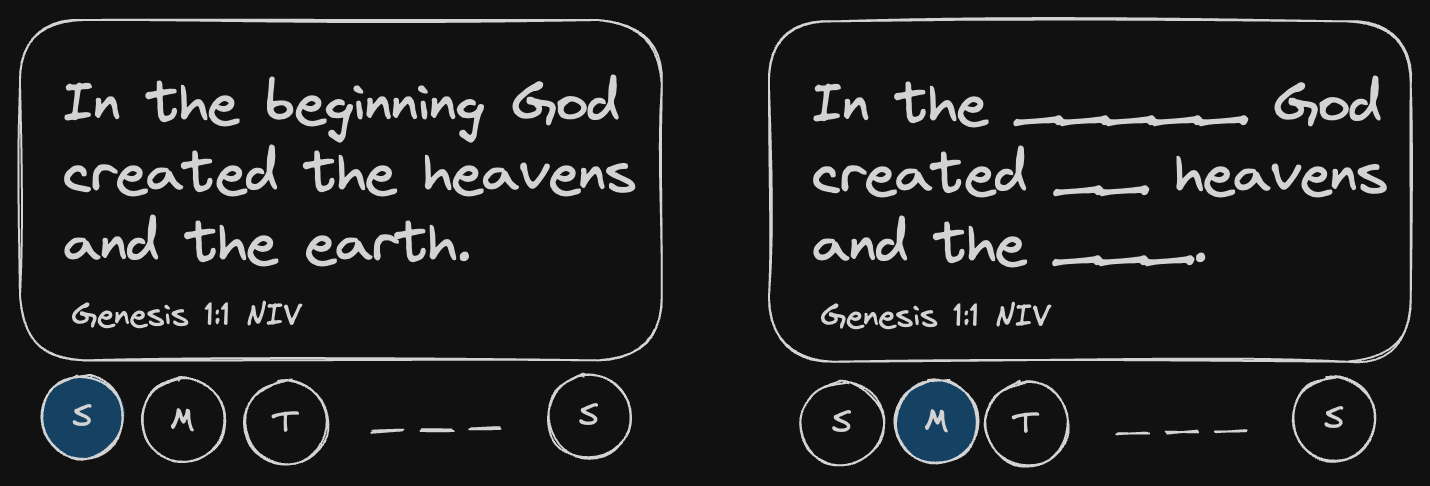 In the beginning God
created the heavens
and the earth.
Genesis 1:1 NIV
S M T _ _ _ S
In the _____ God
created ___ heavens
and the ____.
Genesis 1:1 NIV
S M T _ _ _ S